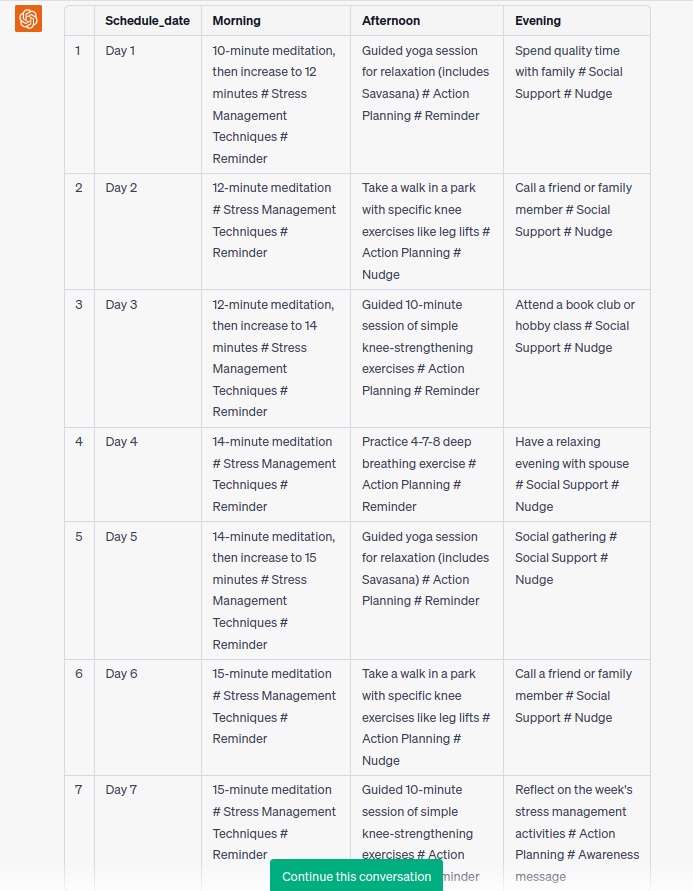 Schedule_date Morning Afternoon Evening
1 Day 1
10-minute meditation,
then increase to 12
minutes # Stress
Management
Techniques #
Reminder
Guided yoga session
for relaxation (includes
Savasana) # Action
Planning # Reminder
Spend quality time
with family # Social
Support # Nudge
2 Day 2
12-minute meditation
# Stress Management
Techniques #
Reminder
Take a walk in a park
with specific knee
exercises like leg lifts #
Action Planning #
Nudge
Call a friend or family
member # Social
Support # Nudge
3 Day 3
12-minute meditation,
then increase to 14
minutes # Stress
Management
Techniques #
Reminder
Guided 10-minute
session of simple
knee-strengthening
exercises # Action
Planning # Reminder
Attend a book club or
hobby class # Social
Support # Nudge
4 Day 4
14-minute meditation
# Stress Management
Techniques #
Reminder
Practice 4-7-8 deep
breathing exercise #
Action Planning #
Reminder
Have a relaxing
evening with spouse
# Social Support #
Nudge
5 Day 5
14-minute meditation,
then increase to 15
minutes # Stress
Management
Techniques #
Reminder
Guided yoga session
for relaxation (includes
Savasana) # Action
Planning # Reminder
Social gathering #
Social Support #
Nudge
6 Day 6
15-minute meditation
# Stress Management
Techniques #
Reminder
Take a walk in a park
with specific knee
exercises like leg lifts #
Action Planning #
Nudge
Call a friend or family
member # Social
Support # Nudge
7 Day 7
15-minute meditation
# Stress Management
Techniques #
Reminder
Guided 10-minute
session of simple
knee-strengthening
exercises # Action
Reflect on the week's
stress management
activities # Action
Planning # Awareness
message
Continue this conversation